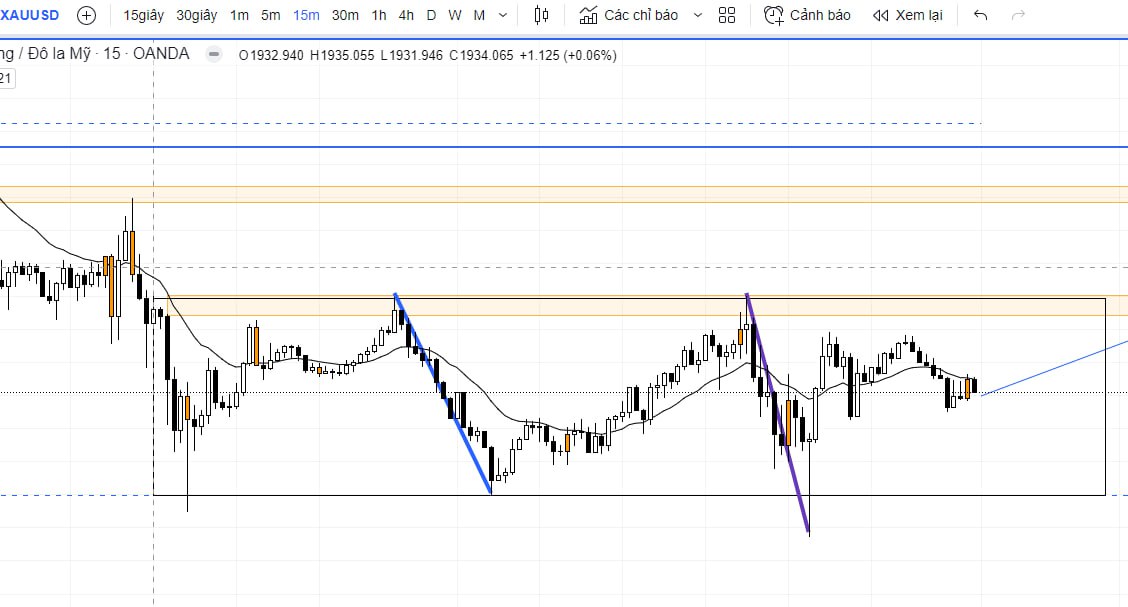 XAUUSD 15giây 30giây 1m 5m 15m 30m 1h 4h D W M Các chỉ báo Cảnh báo Xem lại
ng / Đô la Mỹ · 15 · OANDA O1932.940 H1935.055 L1931.946 C1934.065 +1.125 (+0.06%)
21